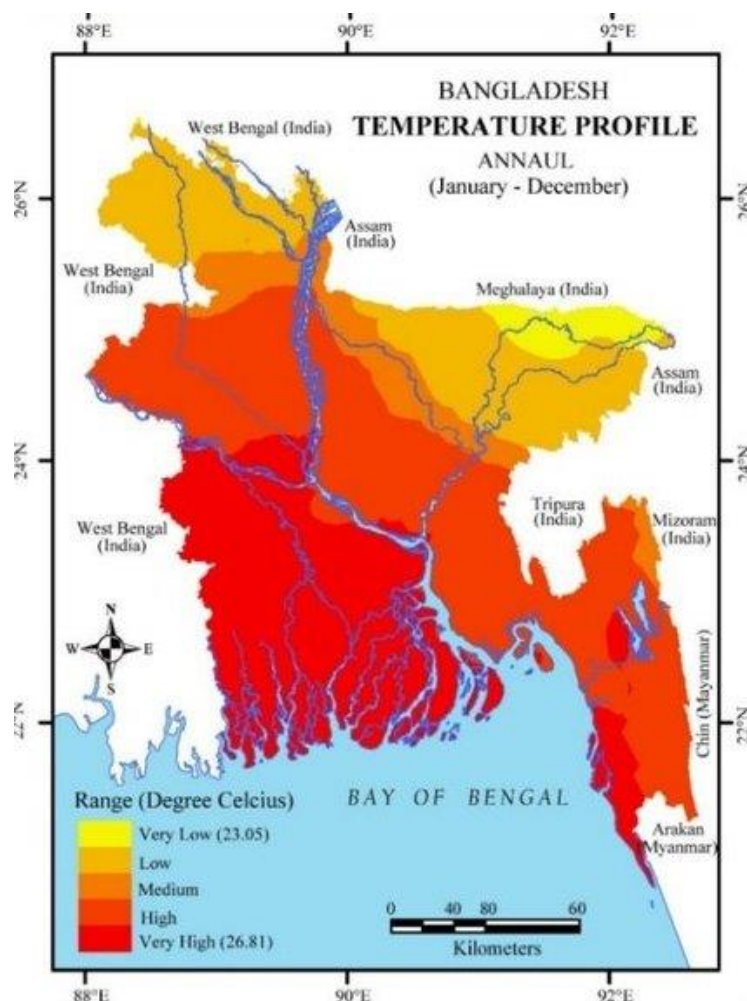 88°E
90°E
92°E
BANGLADESH
TEMPERATURE PROFILE
ANNAUL
(January - December)
West Bengal (India)
26°N
26°N
Assam
(India)
West Bengal
(India)
Meghalaya (India)
Assam
(India)
24°N
24°N
West Bengal
(India)
Tripura
(India)
Mizoram
(India)
N
W
E
S
Chin (Mayanmar)
22°N
23°N
BAY OF BENGAL
Arakan
(Myanmar)
Range (Degree Celcius)
Very Low (23.05)
Low
Medium
High
Very High (26.81)
0 40 80 60
Kilometers
88°E
90°E
92°E